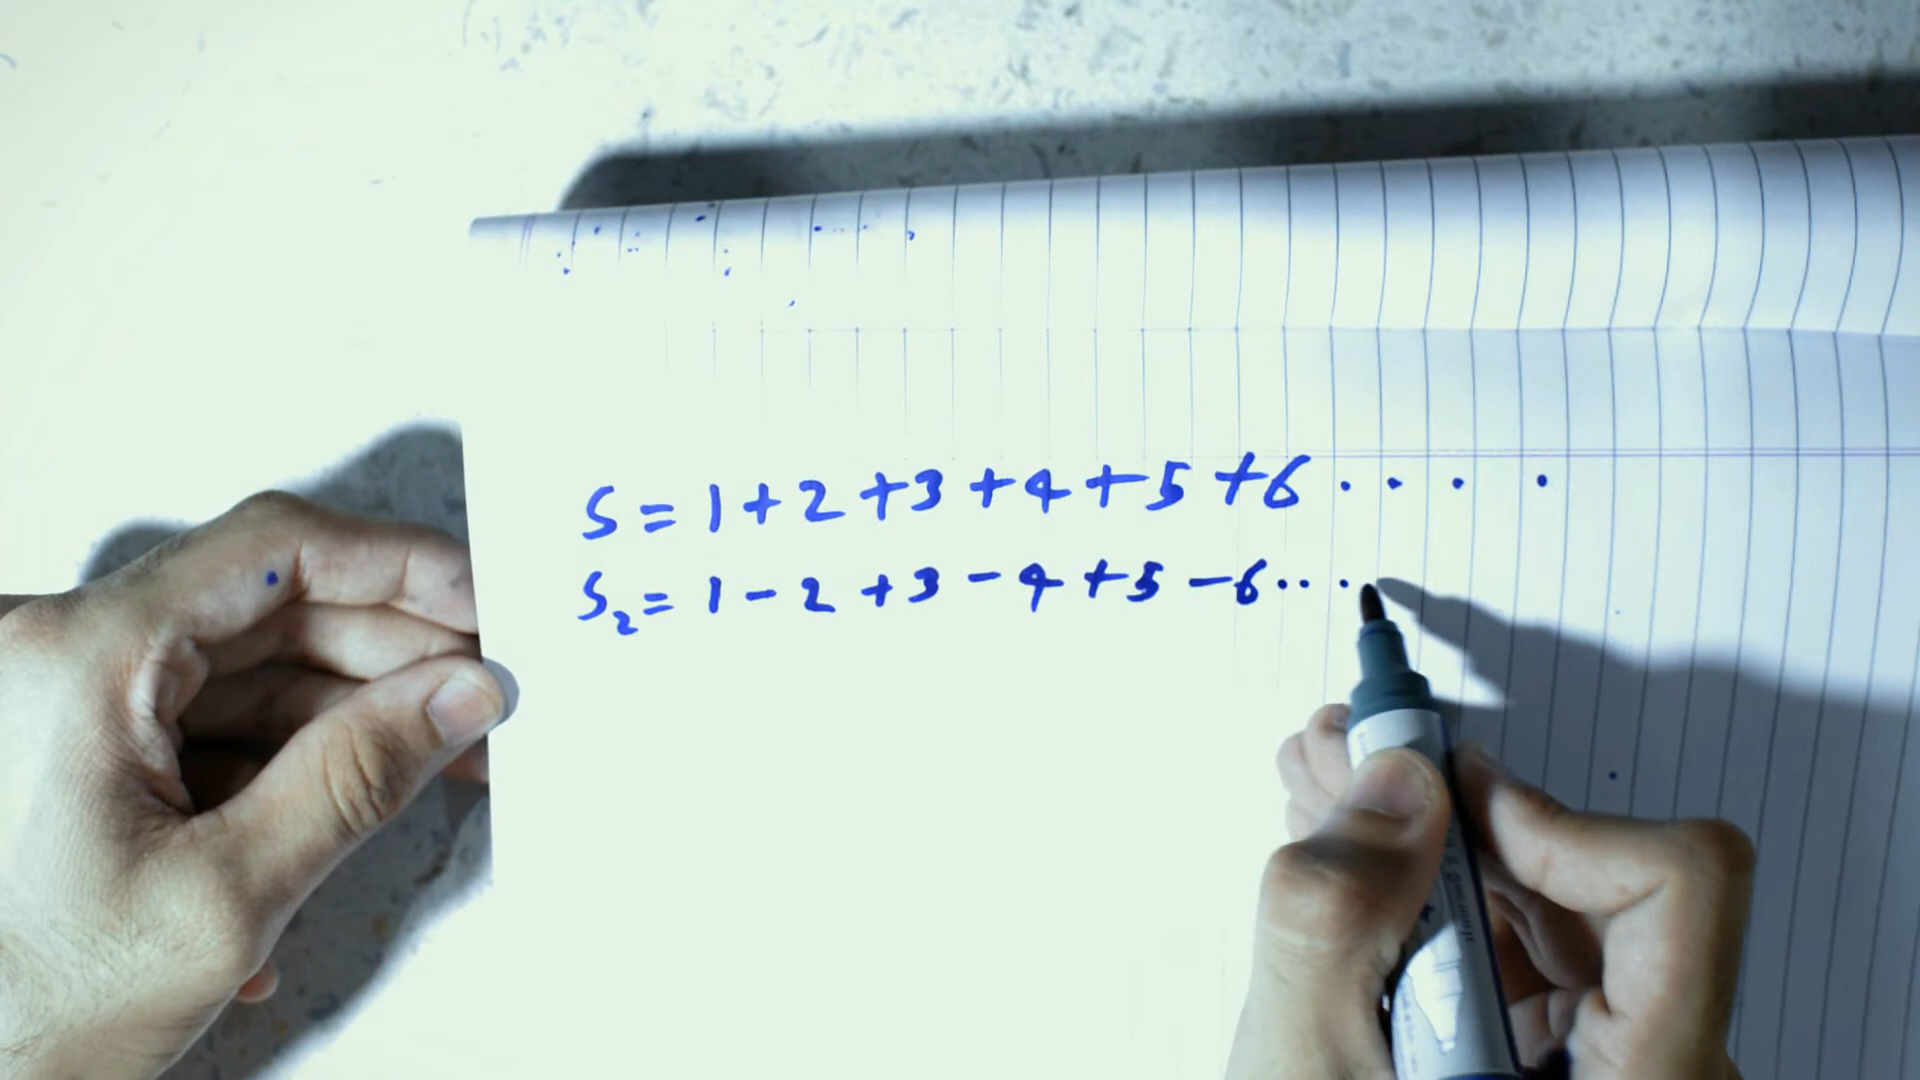 S = 1 + 2 + 3 + 4 + 5 + 6 . . . .
S₂ = 1 - 2 + 3 - 4 + 5 - 6 . . .